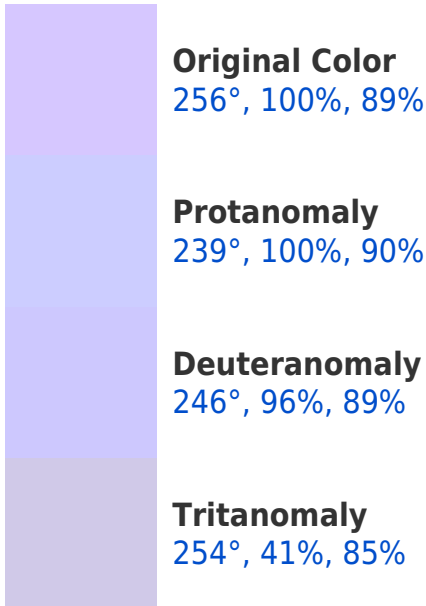 Original Color
256°, 100%, 89%
Protanomaly
239°, 100%, 90%
Deuteranomaly
246°, 96%, 89%
Tritanomaly
254°, 41%, 85%